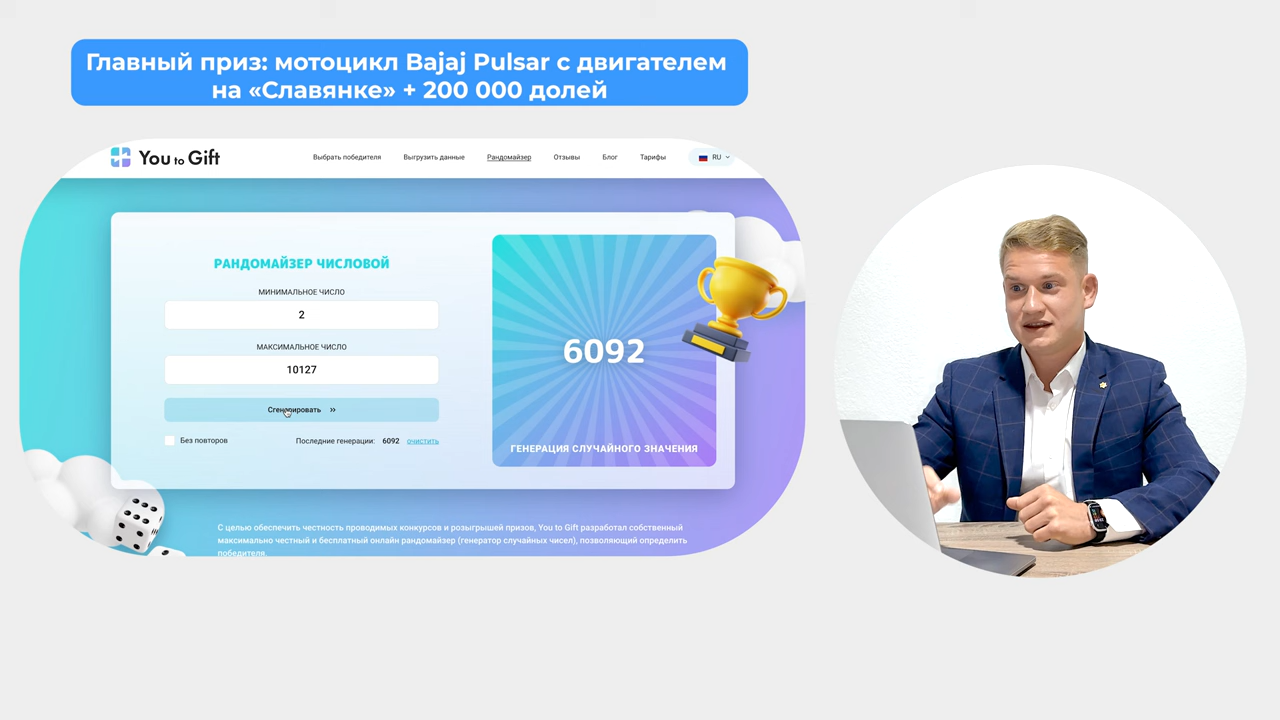 Главный приз: мотоцикл Bajaj Pulsar с двигателем
на «Славянке» + 200 000 долей
You to Gift
Выбрать победителя
Выгрузить данные
Рандомайзер
Отзывы
Блог
Тарифы
RU
РАНДОМАЙЗЕР ЧИСЛОВОЙ
МИНИМАЛЬНОЕ ЧИСЛО
2
МАКСИМАЛЬНОЕ ЧИСЛО
10127
Сгенерировать »
Без повторов
Последние генерации: 6092 очистить
6092
ГЕНЕРАЦИЯ СЛУЧАЙНОГО ЗНАЧЕНИЯ
С целью обеспечить честность проводимых конкурсов и розыгрышей призов, You to Gift разработал собственный
максимально честный и бесплатный онлайн рандомайзер (генератор случайных чисел), позволяющий определить
победителя.